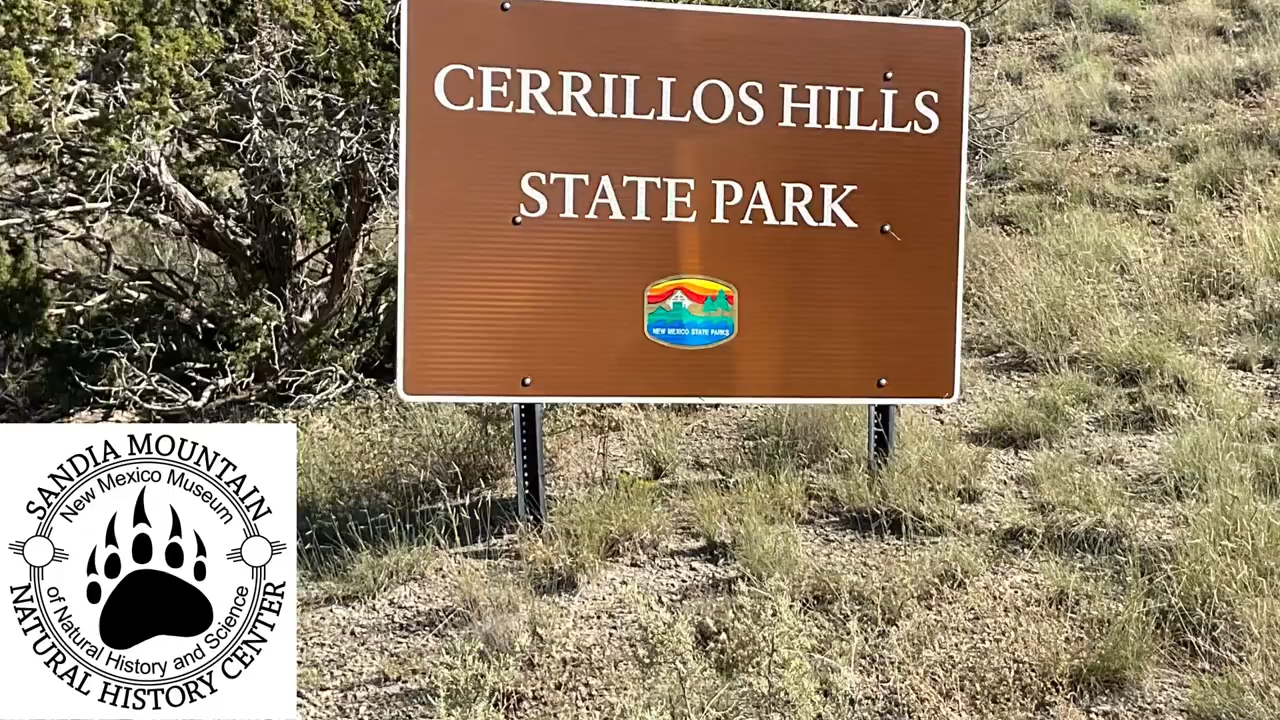 CERRILLOS HILLS
STATE PARK
NEW MEXICO STATE PARKS
SANDIA MOUNTAIN
New Mexico Museum
of Natural History and Science
NATURAL HISTORY CENTER